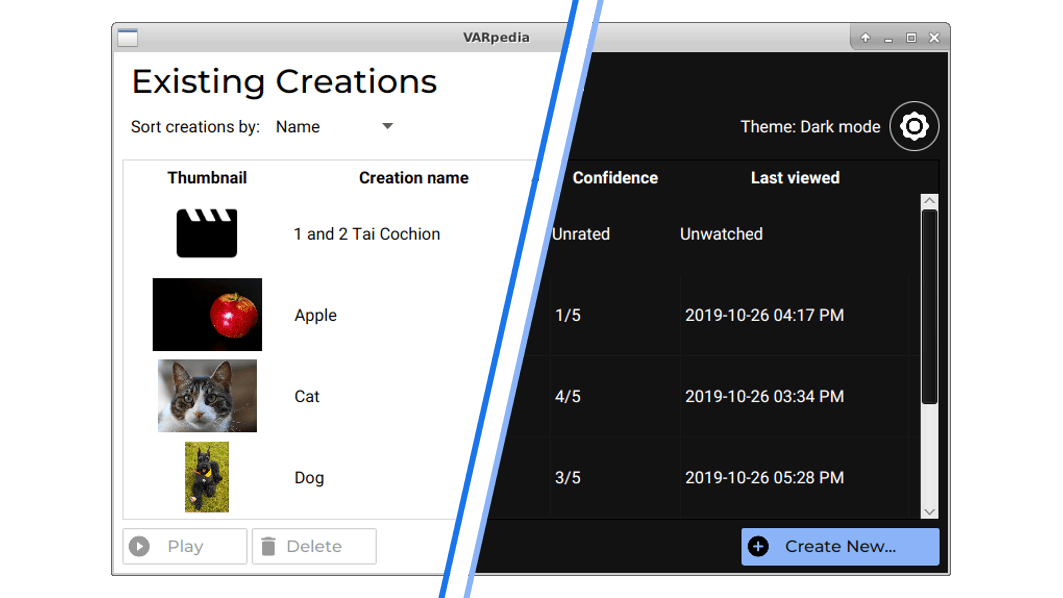 VARpedia
Existing Creations
Sort creations by: Name
Theme: Dark mode
Thumbnail Creation name Confidence Last viewed
1 and 2 Tai Cochion Unrated Unwatched
Apple 1/5 2019-10-26 04:17 PM
Cat 4/5 2019-10-26 03:34 PM
Dog 3/5 2019-10-26 05:28 PM
Play Delete Create New...